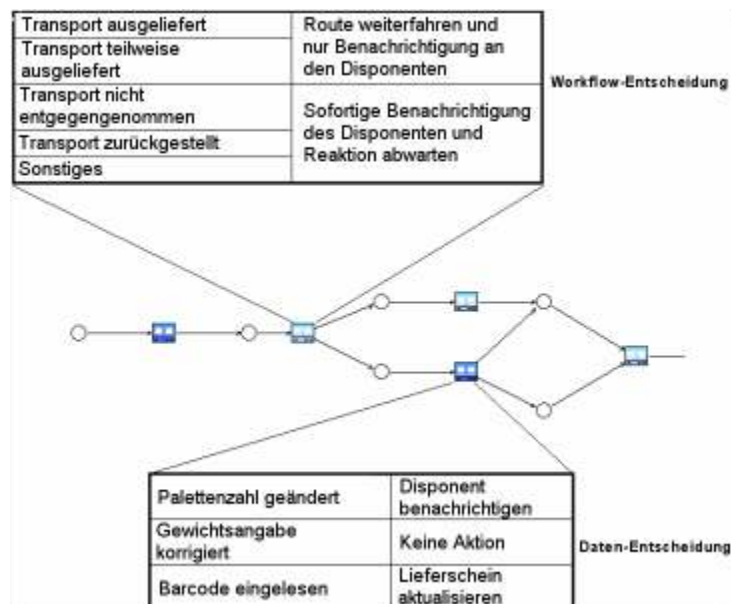 Transport ausgeliefert
Transport teilweise
ausgeliefert
Route weiterfahren und
nur Benachrichtigung an
den Disponenten
Transport nicht
entgegengenommen
Transport zurückgestellt
Sonstiges
Sofortige Benachrichtigung
des Disponenten und
Reaktion abwarten
Workflow-Entscheidung
Palettenzahl geändert
Disponent
benachrichtigen
Gewichtsangabe
korrigiert
Keine Aktion
Barcode eingelesen
Lieferschein
aktualisieren
Daten-Entscheidung